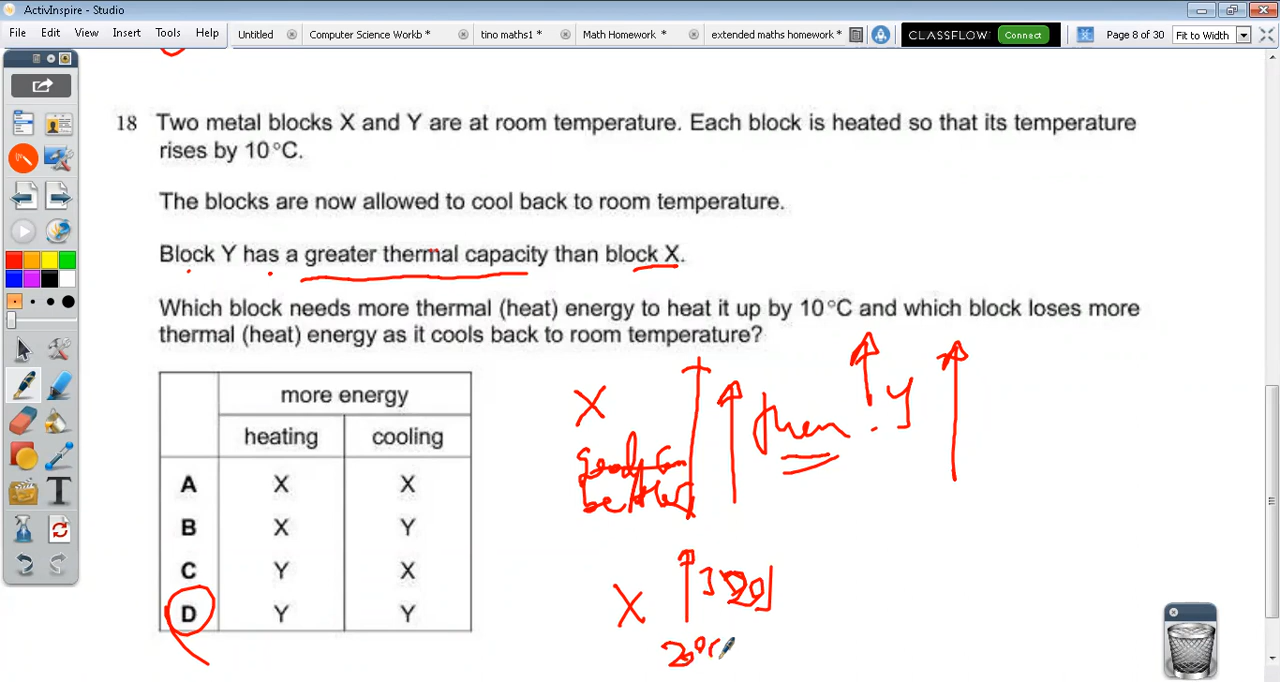 ActivInspire - Studio
File Edit View Insert Tools Help Untitled Computer Science Workb * tino maths1 * Math Homework * extended maths homework * CLASSFLOW Connect Page 8 of 30 Fit to Width
18 Two metal blocks X and Y are at room temperature. Each block is heated so that its temperature
rises by 10 °C.
The blocks are now allowed to cool back to room temperature.
Block Y has a greater thermal capacity than block X.
Which block needs more thermal (heat) energy to heat it up by 10 °C and which block loses more
thermal (heat) energy as it cools back to room temperature?
more energy
heating cooling
A X X
B X Y
C Y X
D Y Y
X then Y
X
20°C